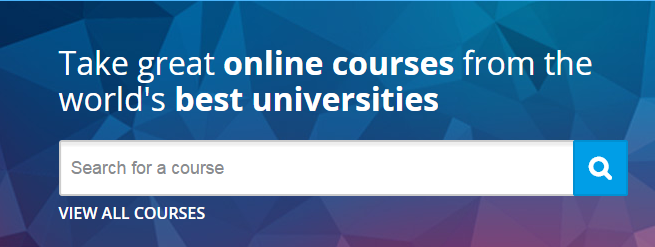 Take great online courses from the
world's best universities
Search for a course
VIEW ALL COURSES